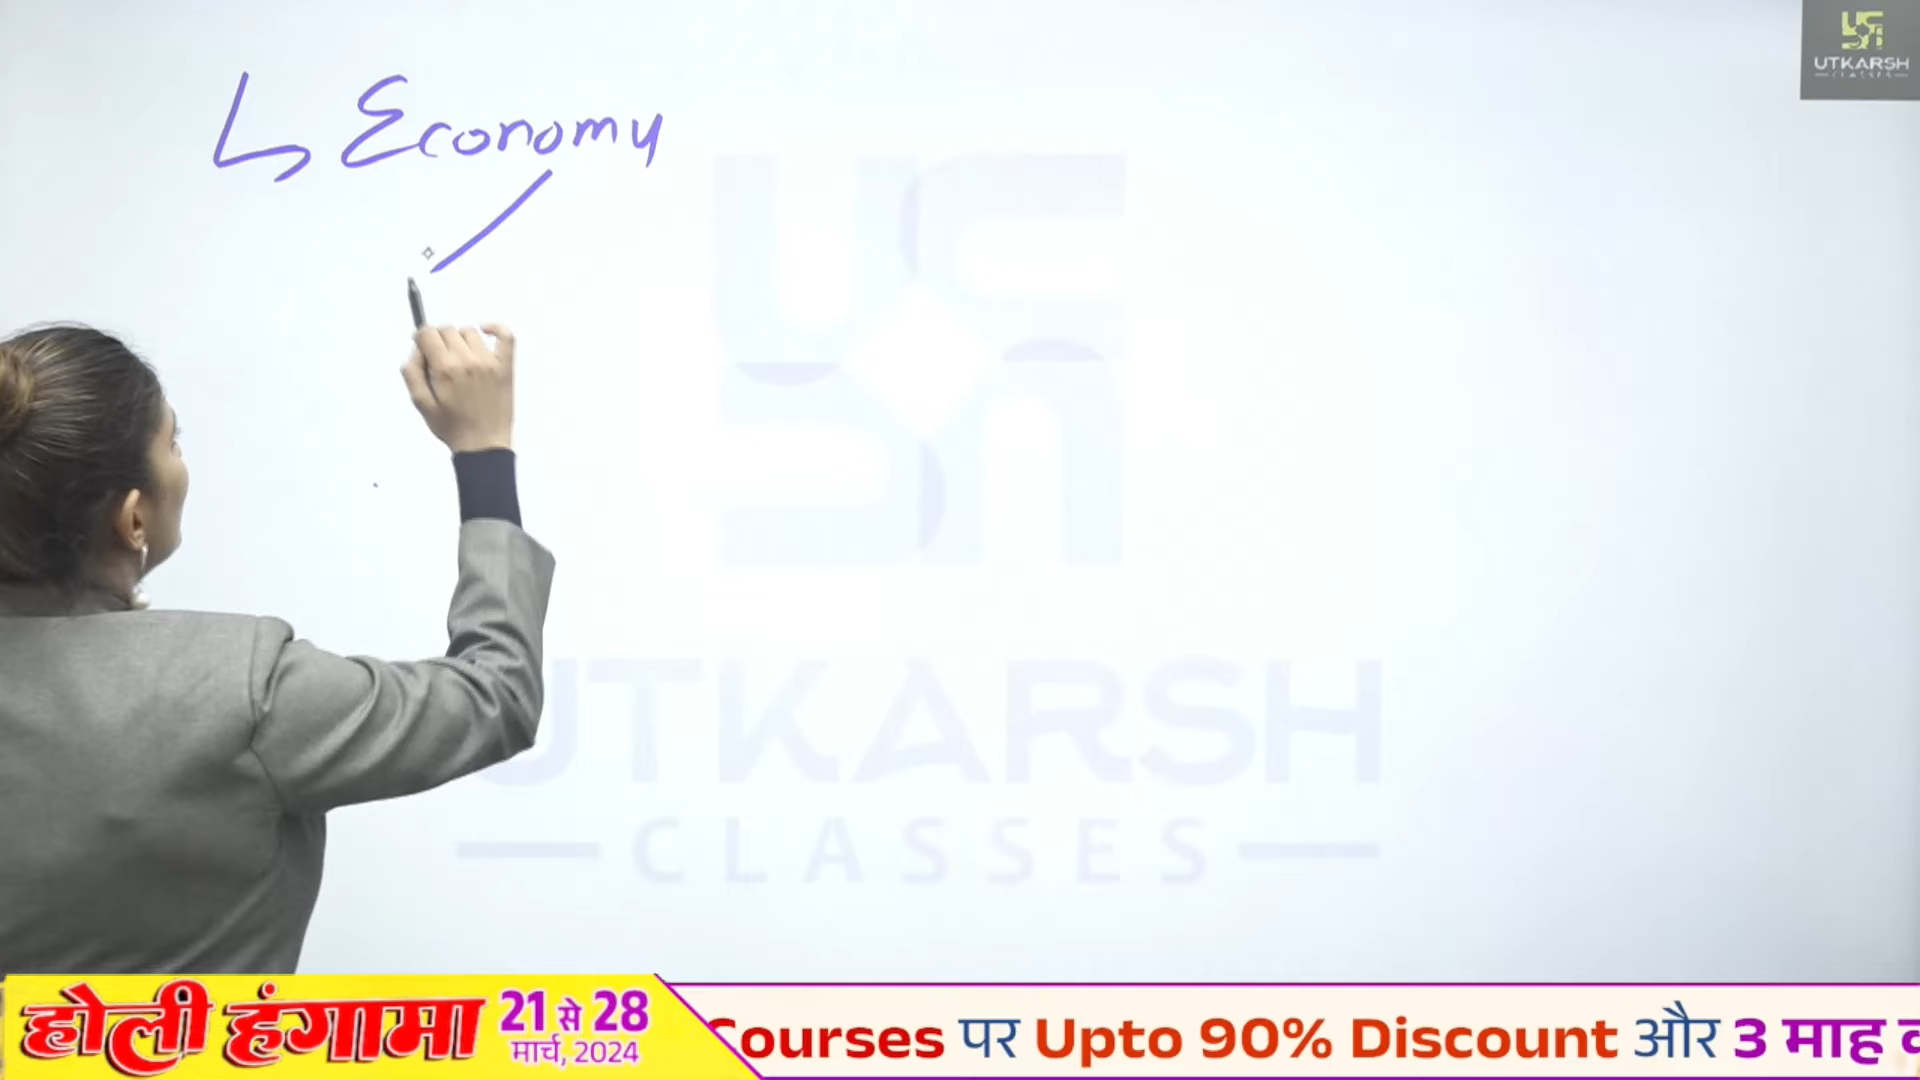 UTKARSH
CLASSES
Economy
UTKARSH
CLASSES
होली हंगामा 21 से 28
मार्च, 2024
Courses पर Upto 90% Discount और 3 माह